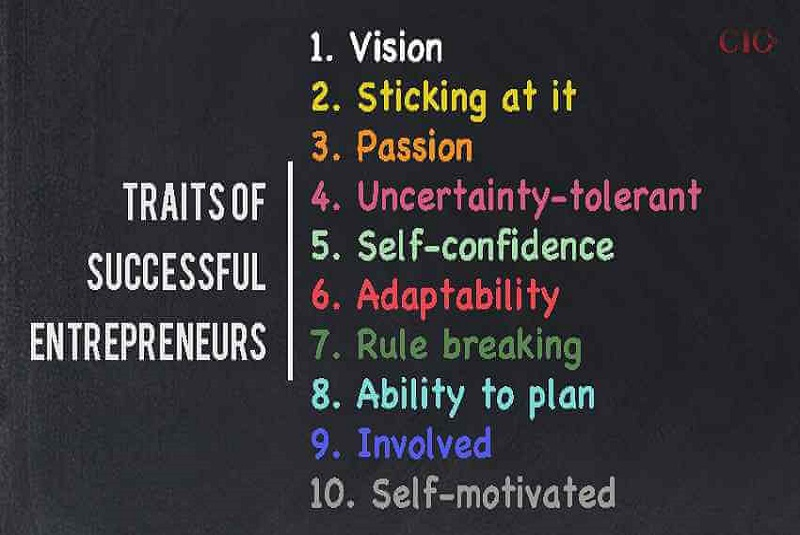 TRAITS OF
SUCCESSFUL
ENTREPRENEURS
1. Vision
2. Sticking at it
3. Passion
4. Uncertainty-tolerant
5. Self-confidence
6. Adaptability
7. Rule breaking
8. Ability to plan
9. Involved
10. Self-motivated
CIO